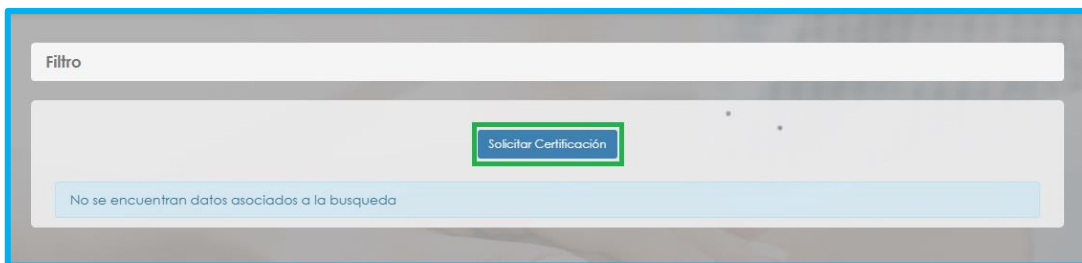 Filtro
Solicitar Certificación
No se encuentran datos asociados a la busqueda